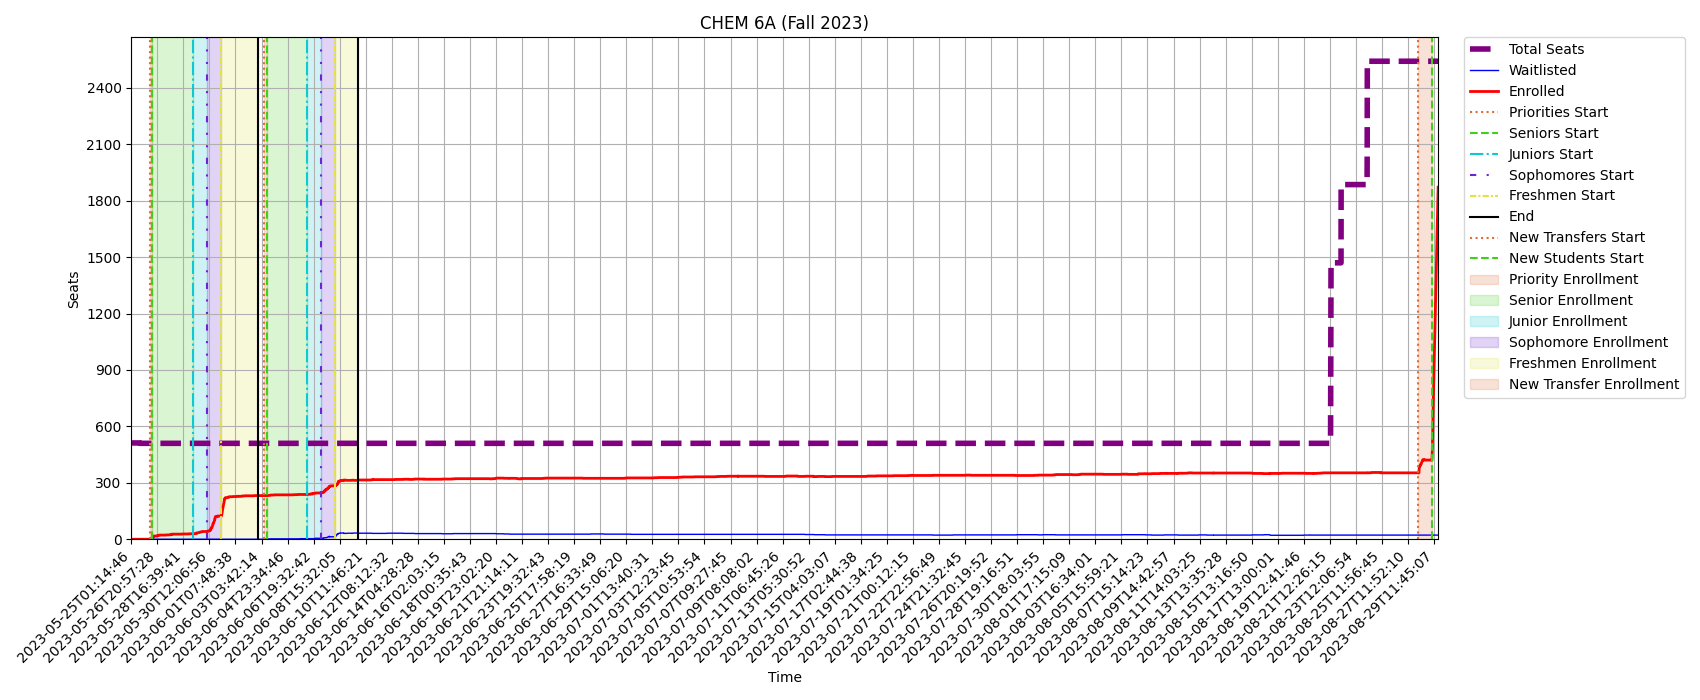 CHEM 6A (Fall 2023)
Seats
2400
2100
1800
1500
1200
900
600
300
0
2023-05-25T01:14:46
2023-05-26T20:57:28
2023-05-28T16:39:41
2023-05-30T12:06:56
2023-06-01T07:48:38
2023-06-03T03:42:14
2023-06-04T23:34:46
2023-06-06T19:32:42
2023-06-08T15:32:05
2023-06-10T11:46:21
2023-06-12T08:12:32
2023-06-14T04:28:28
2023-06-16T02:03:15
2023-06-18T00:35:43
2023-06-19T23:02:20
2023-06-21T21:14:11
2023-06-23T19:32:43
2023-06-25T17:58:19
2023-06-27T16:33:49
2023-06-29T15:06:20
2023-07-01T13:40:31
2023-07-03T12:23:45
2023-07-05T10:53:54
2023-07-07T09:27:45
2023-07-09T08:08:02
2023-07-11T06:45:26
2023-07-13T05:30:52
2023-07-15T04:03:07
2023-07-17T02:44:38
2023-07-19T01:34:25
2023-07-21T00:12:15
2023-07-22T22:56:49
2023-07-24T21:32:45
2023-07-26T20:19:52
2023-07-28T19:16:51
2023-07-30T18:03:55
2023-08-01T17:15:09
2023-08-03T16:34:01
2023-08-05T15:59:21
2023-08-07T15:14:23
2023-08-09T14:42:57
2023-08-11T14:03:25
2023-08-13T13:35:28
2023-08-15T13:16:50
2023-08-17T13:00:01
2023-08-19T12:41:46
2023-08-21T12:26:15
2023-08-23T12:06:54
2023-08-25T11:56:45
2023-08-27T11:52:10
2023-08-29T11:45:07
Time
Total Seats
Waitlisted
Enrolled
Priorities Start
Seniors Start
Juniors Start
Sophomores Start
Freshmen Start
End
New Transfers Start
New Students Start
Priority Enrollment
Senior Enrollment
Junior Enrollment
Sophomore Enrollment
Freshmen Enrollment
New Transfer Enrollment